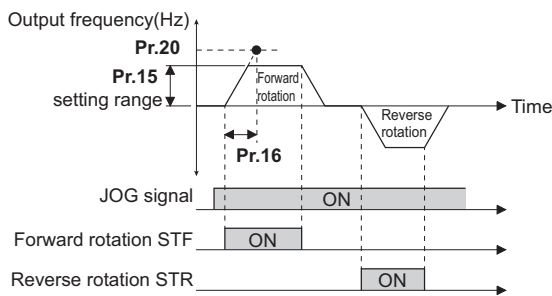 Output frequency(Hz)
Pr.20
Pr.15
setting range
Forward
rotation
Time
Reverse
rotation
Pr.16
JOG signal
ON
Forward rotation STF
ON
Reverse rotation STR
ON